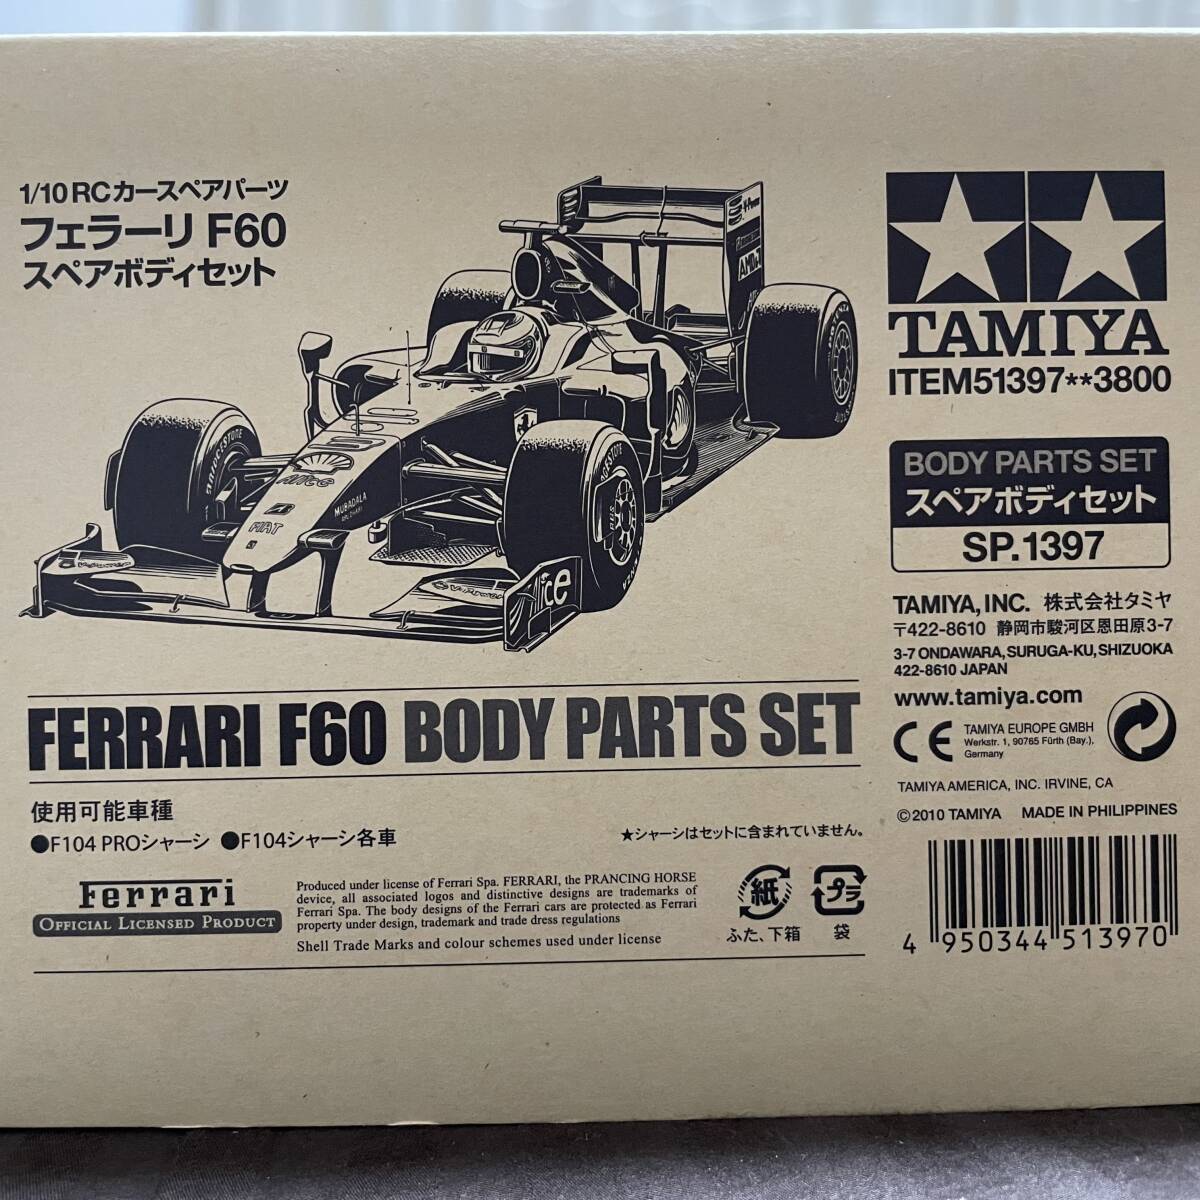 1/10 RCカースペアパーツ
フェラーリ F60
スペアボディセット
BRIDGESTONE
Alice
FIAT
MUBADALA
ABU DHABI
V-Power
Alice
V-Power
TAMIYA
ITEM51397**3800
BODY PARTS SET
スペアボディセット
SP.1397
TAMIYA, INC. 株式会社タミヤ
〒422-8610 静岡市駿河区恩田原3-7
3-7 ONDAWARA, SURUGA-KU, SHIZUOKA
422-8610 JAPAN
www.tamiya.com
CE
TAMIYA EUROPE GMBH
Werkstr. 1, 90765 Fürth (Bay.),
Germany
TAMIYA AMERICA, INC. IRVINE, CA
©2010 TAMIYA MADE IN PHILIPPINES
4 950344 513970
FERRARI F60 BODY PARTS SET
使用可能車種
●F104 PROシャーシ ●F104シャーシ各車
★シャーシはセットに含まれていません。
Ferrari
OFFICIAL LICENSED PRODUCT
Produced under license of Ferrari Spa. FERRARI, the PRANCING HORSE
device, all associated logos and distinctive designs are trademarks of
Ferrari Spa. The body designs of the Ferrari cars are protected as Ferrari
property under design, trademark and trade dress regulations
Shell Trade Marks and colour schemes used under license
紙
ふた、下箱
プラ
袋